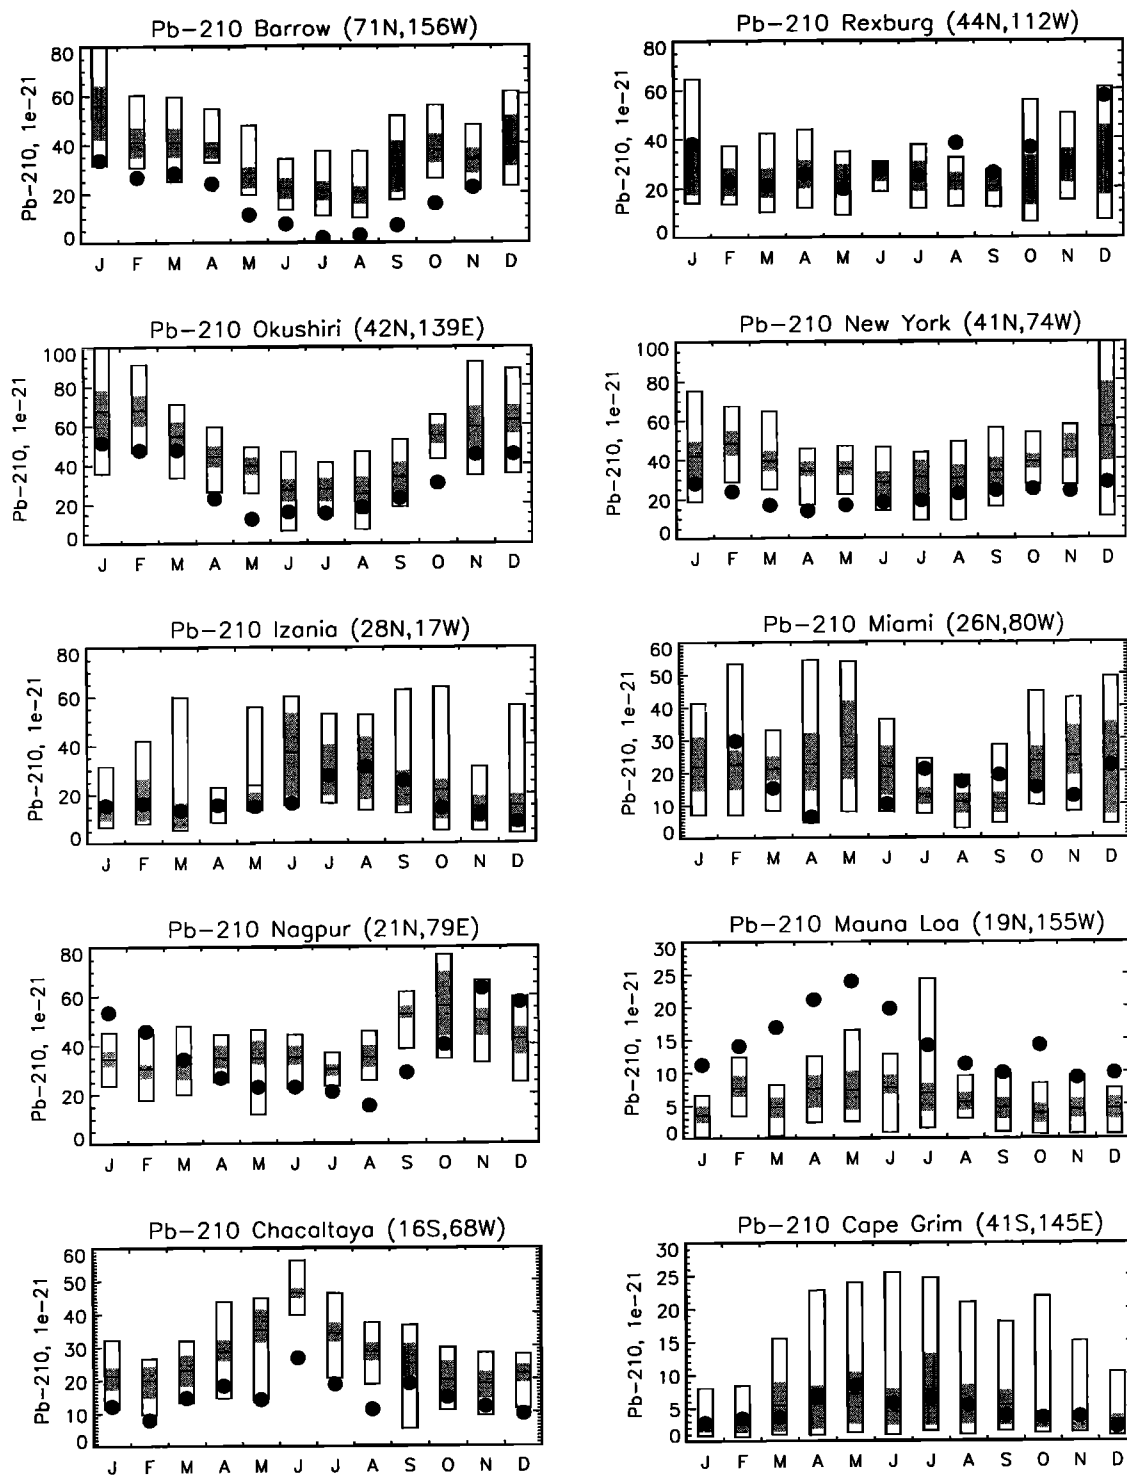 Pb-210 Barrow (71N,156W)
Pb-210, 1e-21
80
60
40
20
0
J F M A M J J A S O N D
Pb-210 Rexburg (44N,112W)
Pb-210, 1e-21
80
60
40
20
0
J F M A M J J A S O N D
Pb-210 Okushiri (42N,139E)
Pb-210, 1e-21
100
80
60
40
20
0
J F M A M J J A S O N D
Pb-210 New York (41N,74W)
Pb-210, 1e-21
100
80
60
40
20
0
J F M A M J J A S O N D
Pb-210 Izania (28N,17W)
Pb-210, 1e-21
80
60
40
20
0
J F M A M J J A S O N D
Pb-210 Miami (26N,80W)
Pb-210, 1e-21
60
50
40
30
20
10
0
J F M A M J J A S O N D
Pb-210 Nagpur (21N,79E)
Pb-210, 1e-21
80
60
40
20
0
J F M A M J J A S O N D
Pb-210 Mauna Loa (19N,155W)
Pb-210, 1e-21
30
25
20
15
10
5
0
J F M A M J J A S O N D
Pb-210 Chacaltaya (16S,68W)
Pb-210, 1e-21
60
50
40
30
20
10
0
J F M A M J J A S O N D
Pb-210 Cape Grim (41S,145E)
Pb-210, 1e-21
30
25
20
15
10
5
0
J F M A M J J A S O N D